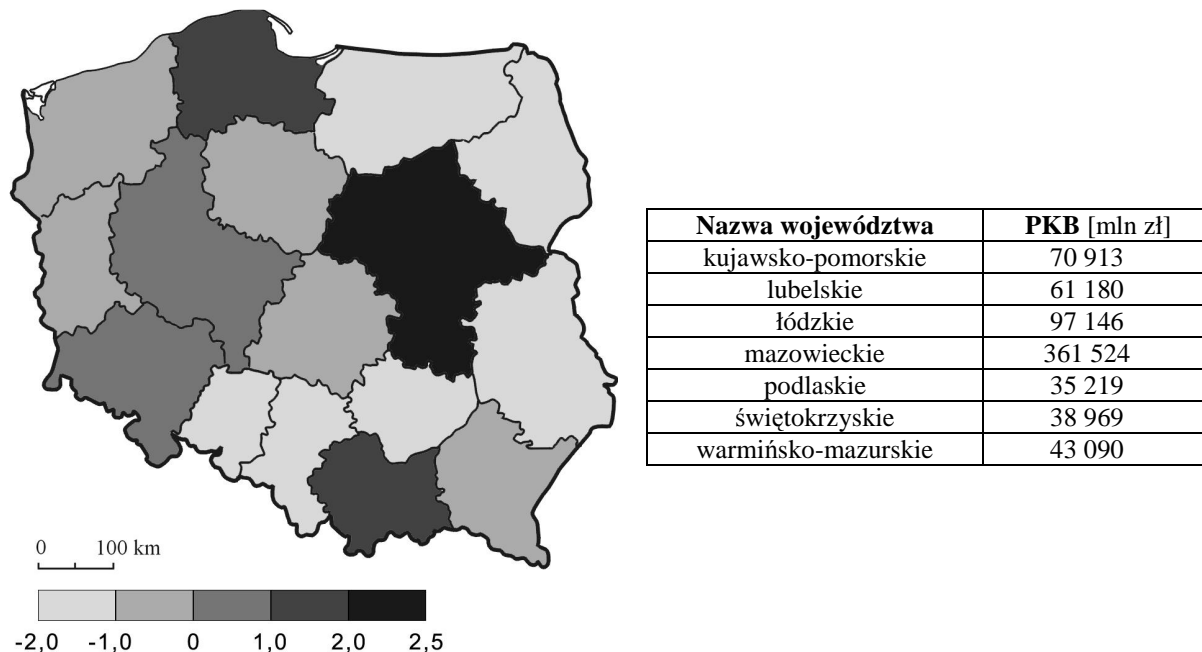 Nazwa województwa PKB [mln zł]
kujawsko-pomorskie 70 913
lubelskie 61 180
łódzkie 97 146
mazowieckie 361 524
podlaskie 35 219
świętokrzyskie 38 969
warmińsko-mazurskie 43 090
0 100 km
-2,0 -1,0 0 1,0 2,0 2,5